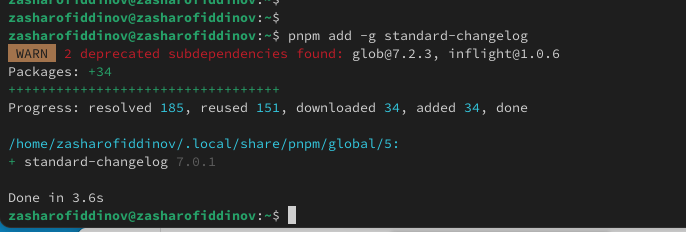 zasharofiddinov@zasharofiddinov:~$
zasharofiddinov@zasharofiddinov:~$
zasharofiddinov@zasharofiddinov:~$ pnpm add -g standard-changelog
WARN 2 deprecated subdependencies found: glob@7.2.3, inflight@1.0.6
Packages: +34
++++++++++++++++++++++++++++++++++
Progress: resolved 185, reused 151, downloaded 34, added 34, done
/home/zasharofiddinov/.local/share/pnpm/global/5:
+ standard-changelog 7.0.1
Done in 3.6s
zasharofiddinov@zasharofiddinov:~$